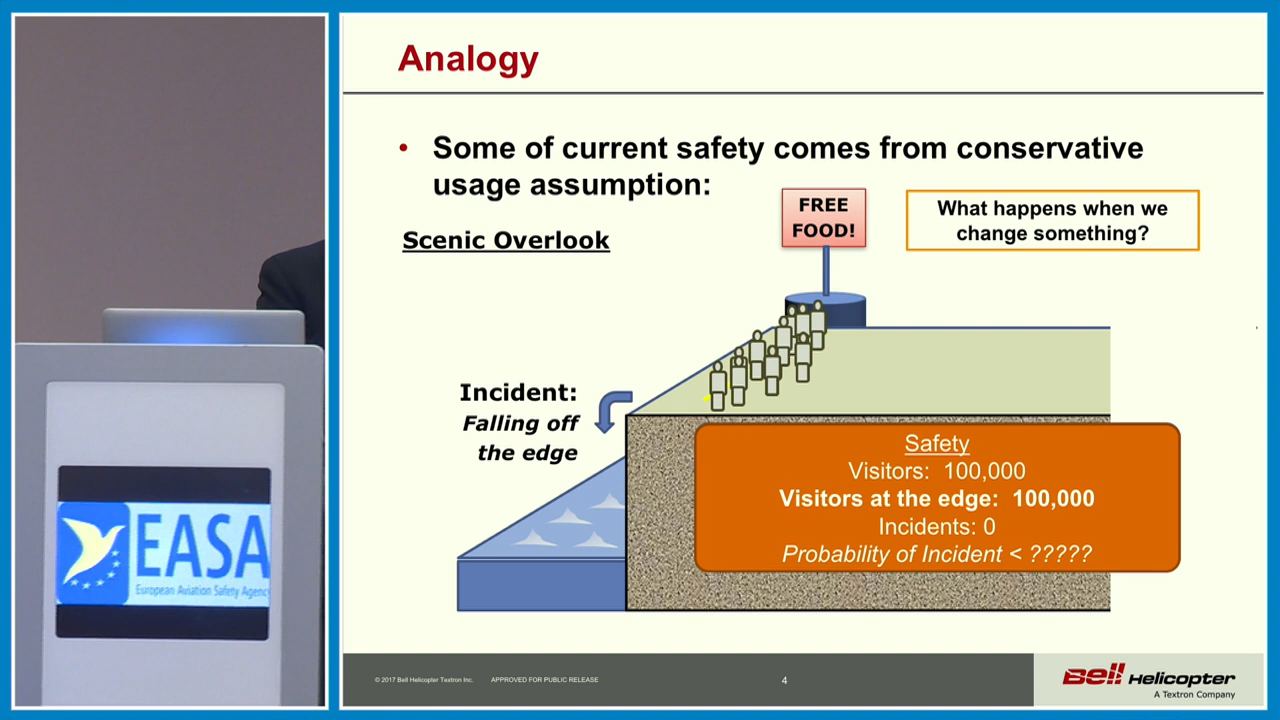 Analogy
• Some of current safety comes from conservative
usage assumption:
FREE
FOOD!
What happens when we
change something?
Scenic Overlook
Incident:
Falling off
the edge
Safety
Visitors: 100,000
Visitors at the edge: 100,000
Incidents: 0
Probability of Incident < ?????
EASA
European Aviation Safety Agency
© 2017 Bell Helicopter Textron Inc. APPROVED FOR PUBLIC RELEASE
4
Bell Helicopter
A Textron Company